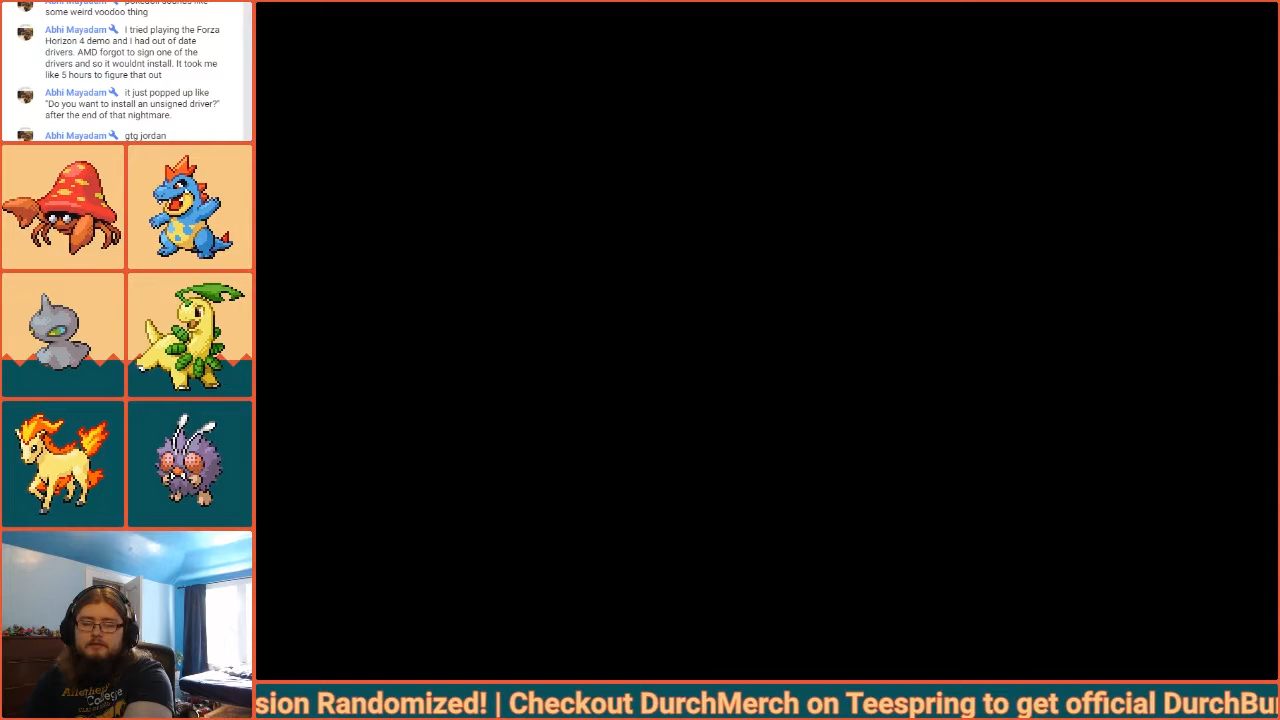 some weird voodoo thing
Abhi Mayadam I tried playing the Forza
Horizon 4 demo and I had out of date
drivers. AMD forgot to sign one of the
drivers and so it wouldnt install. It took me
like 5 hours to figure that out
Abhi Mayadam it just popped up like
"Do you want to install an unsigned driver?"
after the end of that nightmare.
Abhi Mayadam gtg jordan
College
sion Randomized! | Checkout DurchMerch on Teespring to get official DurchBu